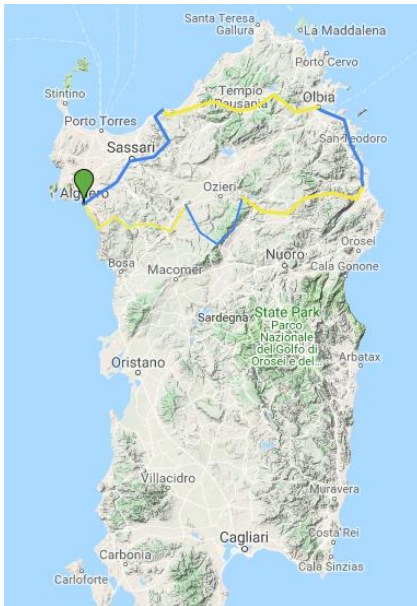 Santa Teresa
Gallura
La Maddalena
Porto Cervo
Stintino
Porto Torres
Tempio
Pausania
Olbia
Sassari
San Teodoro
Alghero
Ozieri
Bosa
Macomer
Nuoro
Orosei
Cala Gonone
Sardegna
State Park
Parco
Nazionale
del Golfo di
Orosei e del...
Oristano
Arbatax
Villacidro
Muravera
Costa Rei
Cagliari
Carbonia
Cala Sinzias
Carloforte